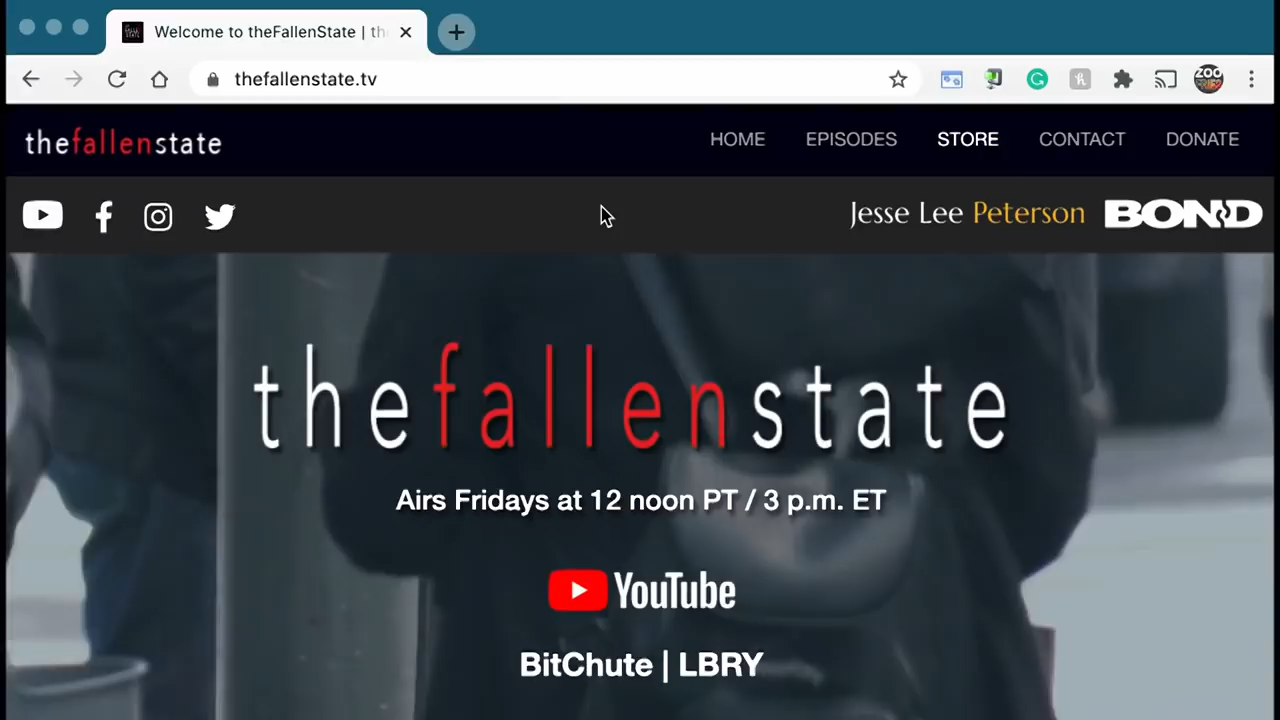 Welcome to theFallenState | th
thefallenstate.tv
ZOO
thefallenstate
HOME EPISODES STORE CONTACT DONATE
Jesse Lee Peterson BOND
thefallenstate
Airs Fridays at 12 noon PT / 3 p.m. ET
YouTube
BitChute | LBRY